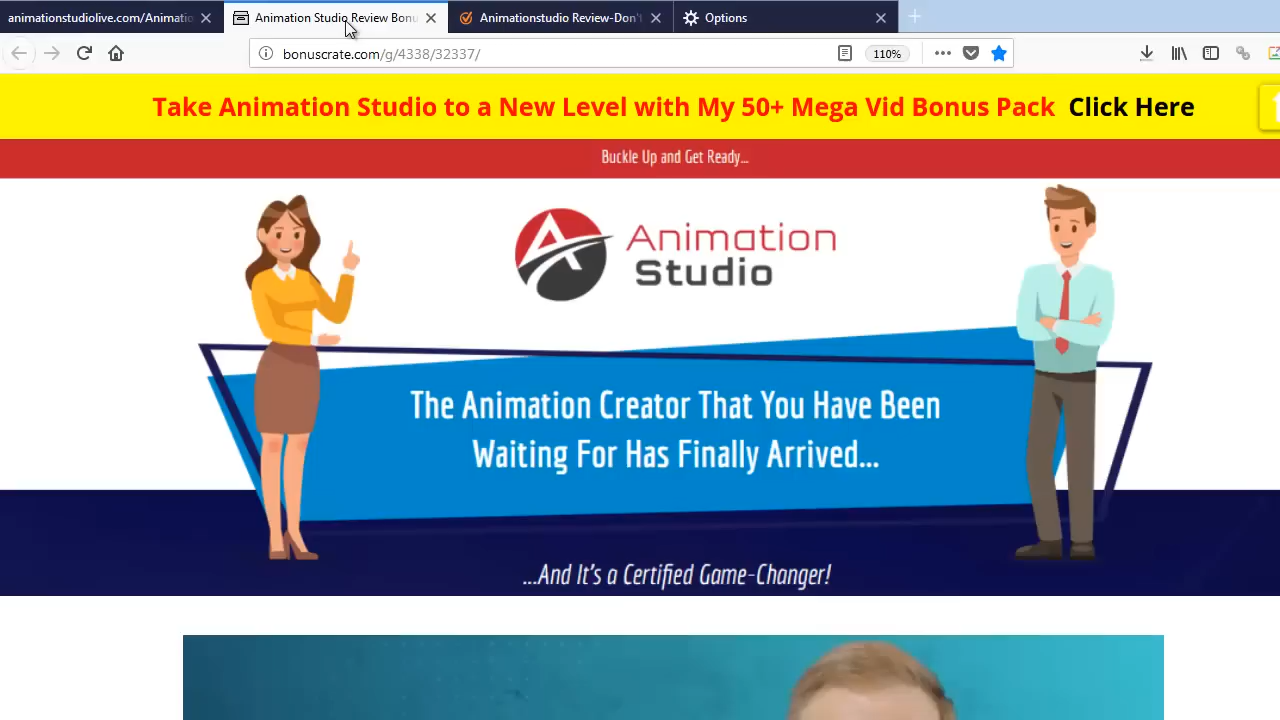 animationstudiolive.com/Animatio
Animation Studio Review Bonu
Animationstudio Review-Don't
Options
bonuscrate.com/g/4338/32337/
110%
Take Animation Studio to a New Level with My 50+ Mega Vid Bonus Pack Click Here
Buckle Up and Get Ready...
Animation
Studio
The Animation Creator That You Have Been
Waiting For Has Finally Arrived...
...And It's a Certified Game-Changer!